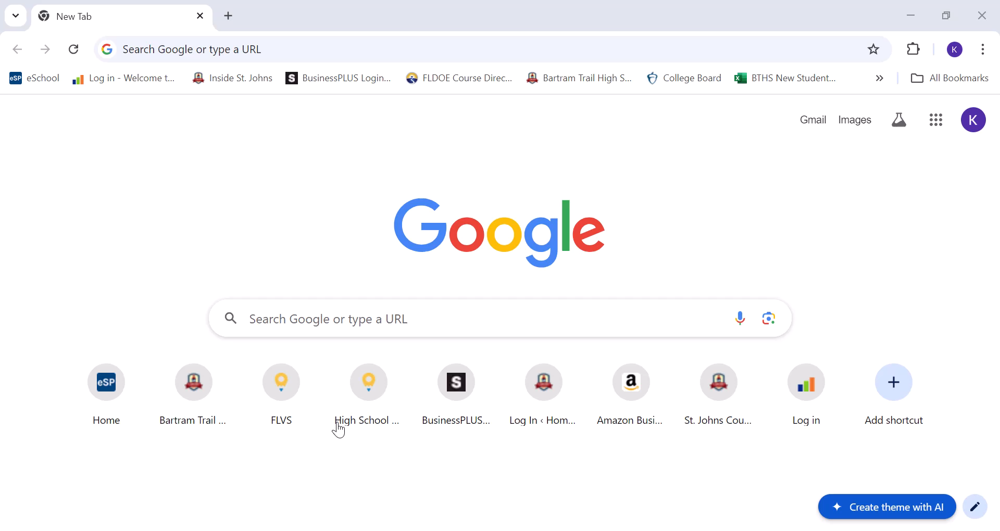 New Tab
Search Google or type a URL
K
eSP eSchool
Log in - Welcome t...
Inside St. Johns
S BusinessPLUS Login...
FLDOE Course Direc...
Bartram Trail High S...
College Board
BTHS New Student...
All Bookmarks
Gmail
Images
K
Google
Search Google or type a URL
eSP
S
a
Home
Bartram Trail ...
FLVS
High School ...
BusinessPLUS...
Log In ‹ Hom...
Amazon Busi...
St. Johns Cou...
Log in
Add shortcut
Create theme with AI